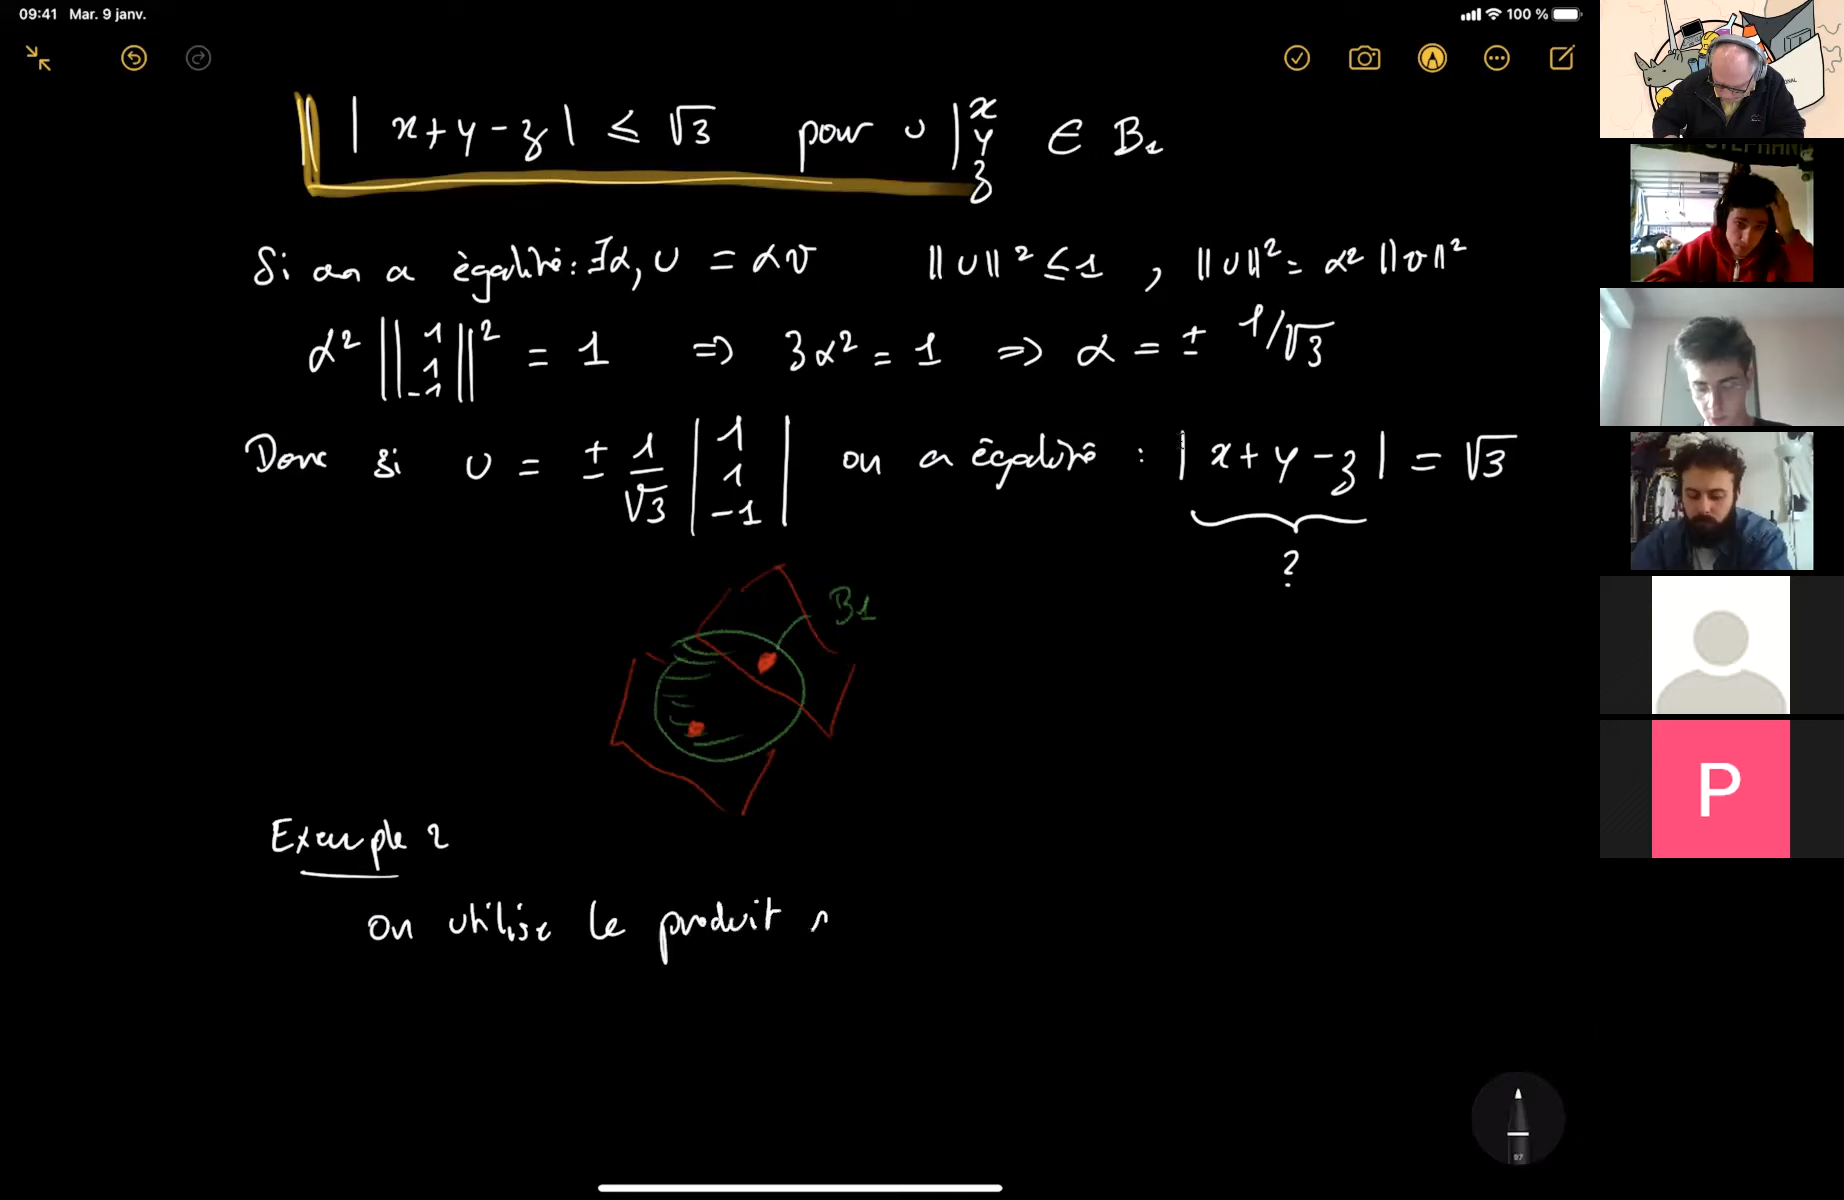 09:41 Mar. 9 janv.
100 %
| x+y-z | ≤ √3 pour u | x y z ∈ B1
Si on a égalité: ∃α, u = αv ||u||² ≤ 1 , ||u||² = α² ||v||²
α² || 1 1 -1 ||² = 1 => 3α² = 1 => α = ± 1/√3
Donc si u = ± 1/√3 | 1 1 -1 | on a égalité : | x+y-z | = √3
?
B1
Exemple 2
On utilise le produit s
97
P